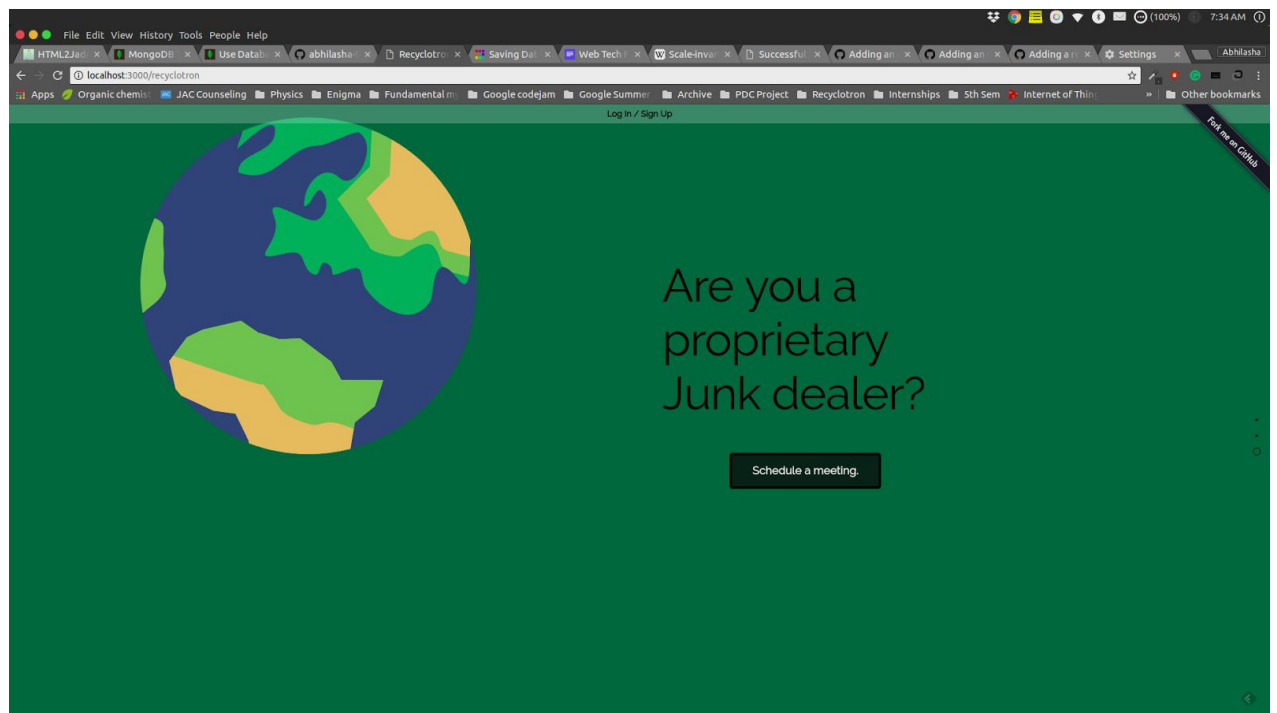 (100%) 7:34 AM
File Edit View History Tools People Help
HTML2Jad MongoDB Use Datab abhilasha- Recyclotro Saving Dat Web Tech Scale-invar Successful Adding an Adding an Adding a r Settings Abhilasha
localhost:3000/recyclotron
Apps Organic chemis JAC Counseling Physics Enigma Fundamental m Google codejam Google Summer Archive PDC Project Recyclotron Internships 5th Sem Internet of Thin » Other bookmarks
Log In / Sign Up
Fork me on GitHub
Are you a
proprietary
Junk dealer?
Schedule a meeting.